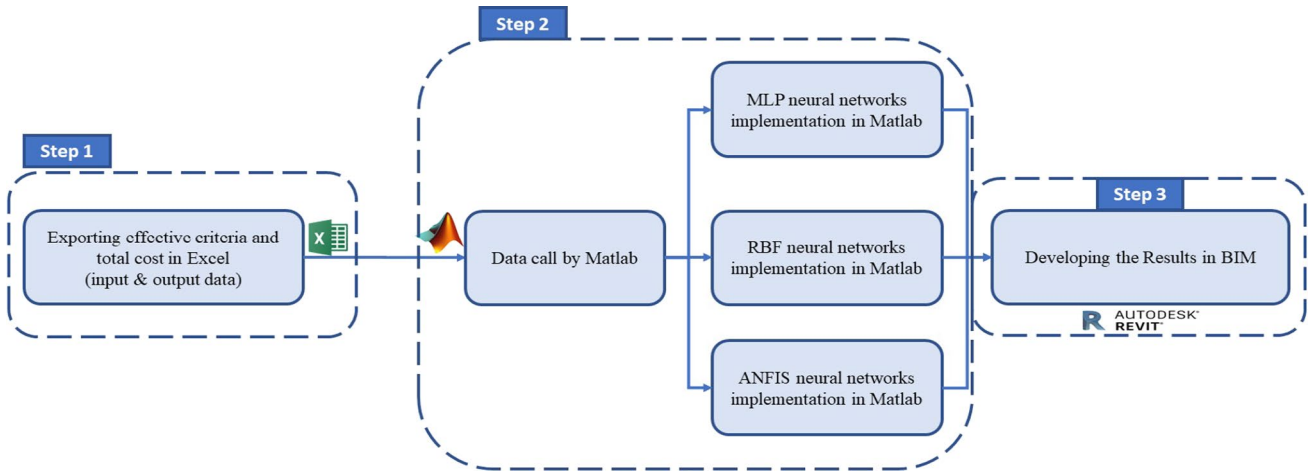 Step 1
Exporting effective criteria and
total cost in Excel
(input & output data)
X
Step 2
Data call by Matlab
MLP neural networks
implementation in Matlab
RBF neural networks
implementation in Matlab
ANFIS neural networks
implementation in Matlab
Step 3
Developing the Results in BIM
R AUTODESK®
REVIT®